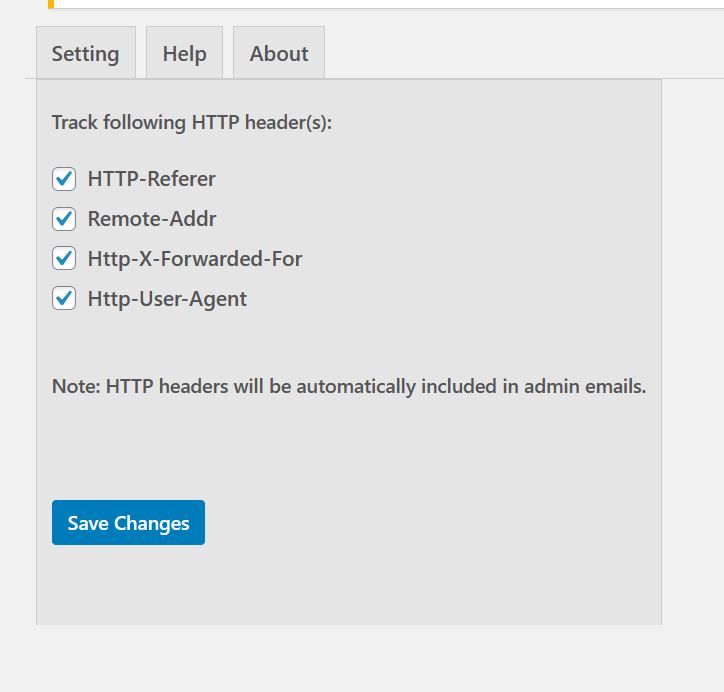 Setting
Help
About
Track following HTTP header(s):
HTTP-Referer
Remote-Addr
Http-X-Forwarded-For
Http-User-Agent
Note: HTTP headers will be automatically included in admin emails.
Save Changes